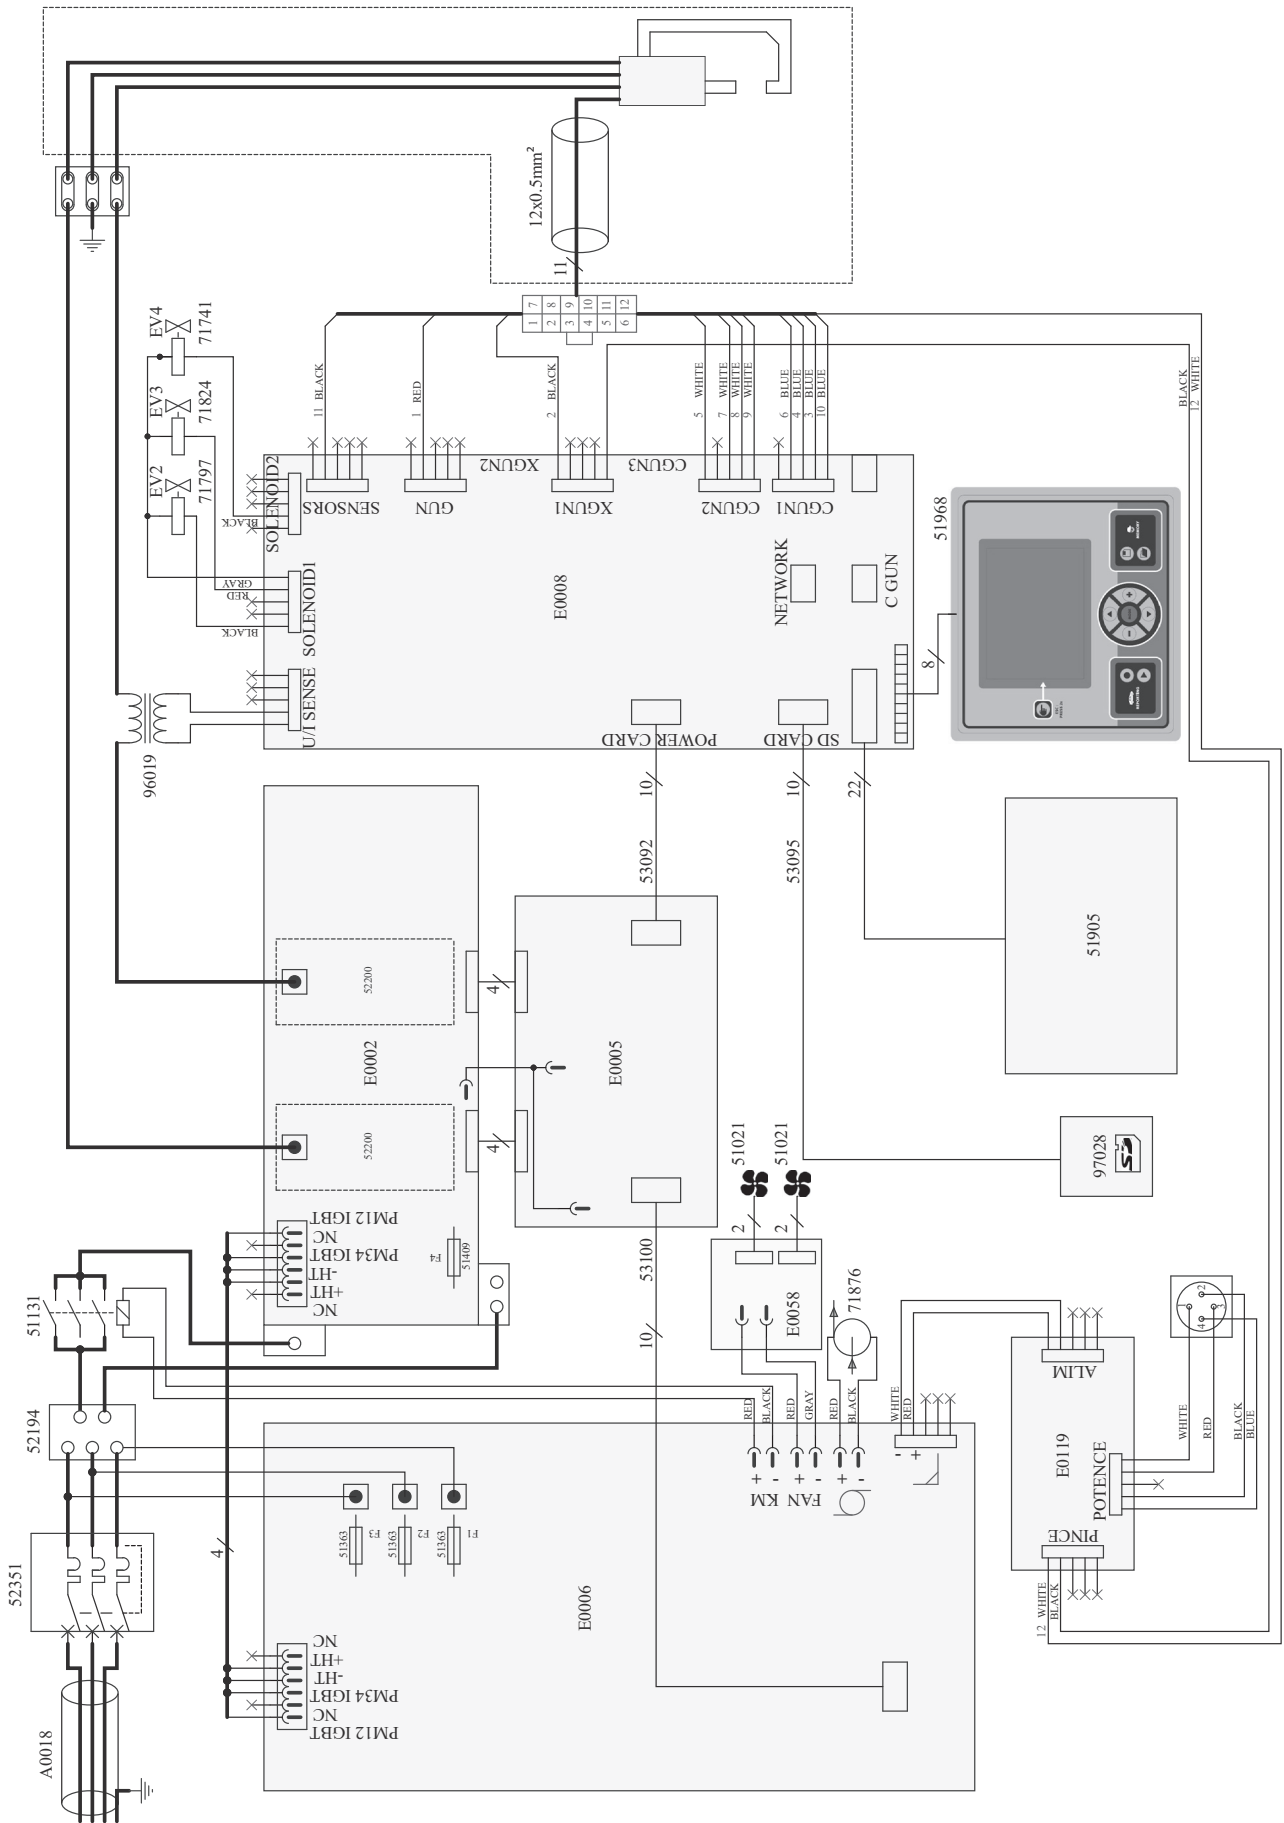 12x0.5mm²
11
EV4
71741
EV3
71824
EV2
71797
1 7
2 8
3 9
4 10
5 11
6 12
11 BLACK
1 RED
2 BLACK
5 WHITE
7 WHITE
8 WHITE
9 WHITE
6 BLUE
4 BLUE
3 BLUE
10 BLUE
BLACK
12 WHITE
SOLENOID2
BLACK
SENSORS
GUN
XGUN2
XGUN1
CGUN3
CGUN2
CGUN1
GRAY
RED
BLACK
SOLENOID1
E0008
NETWORK
C GUN
51968
MEMORY
REPORTING
8
U/I SENSE
POWER CARD
SD CARD
96019
10
10
22
53092
53095
52200
E0002
52200
4
4
E0005
51905
51021
51021
2
2
97028
SD
51131
PM12 IGBT
NC
PM34 IGBT
-HT
+HT
NC
F4
51409
53100
10
E0058
71876
52194
RED
BLACK
RED
GRAY
RED
BLACK
WHITE
RED
+
-
KM
+
-
FAN
+
-
-
+
ALIM
E0119
POTENCE
PINCE
1
2
3
4
WHITE
RED
BLACK
BLUE
12 WHITE
BLACK
52351
4
51363
F3
51363
F2
51363
F1
E0006
NC
+HT
-HT
PM34 IGBT
NC
PM12 IGBT
A0018